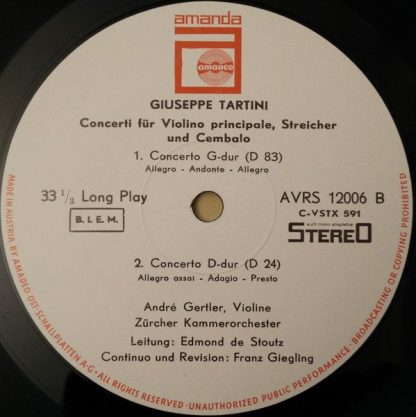 amanda
amadeo
GIUSEPPE TARTINI
Concerti für Violino principale, Streicher
und Cembalo
1. Concerto G-dur (D 83)
Allegro - Andante - Allegro
33 1/3 Long Play
AVRS 12006 B
B. I. E. M.
C-VSTX 591
auch mono abspielbar
STEREO
2. Concerto D-dur (D 24)
Allegro assai - Adagio - Presto
André Gertler, Violine
Zürcher Kammerorchester
Leitung: Edmond de Stoutz
Continuo und Revision: Franz Giegling
MADE IN AUSTRIA BY AMADEO ÖST. SCHALLPLATTEN A·G · ALL RIGHTS RESERVED · UNAUTHORIZED PUBLIC PERFORMANCE · BROADCASTING OR COPYING PROHIBITED